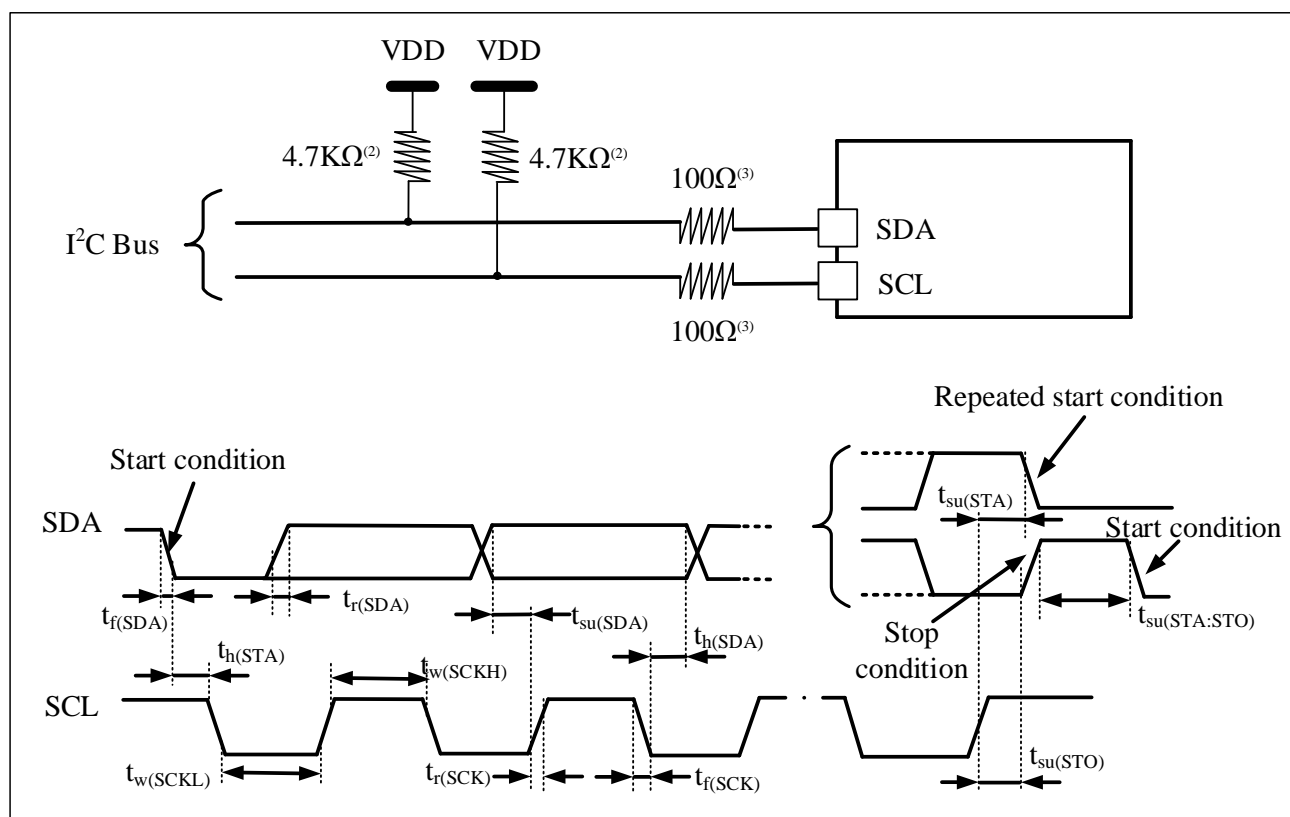 VDD VDD
4.7KΩ(2) 4.7KΩ(2)
100Ω(3)
I2C Bus
SDA
SCL
100Ω(3)
Repeated start condition
Start condition
tsu(STA)
SDA
Start condition
tf(SDA) tr(SDA) tsu(SDA)
th(SDA)
Stop condition
tsu(STA:STO)
th(STA)
tw(SCKH)
SCL
tw(SCKL) tr(SCK) tf(SCK)
tsu(STO)